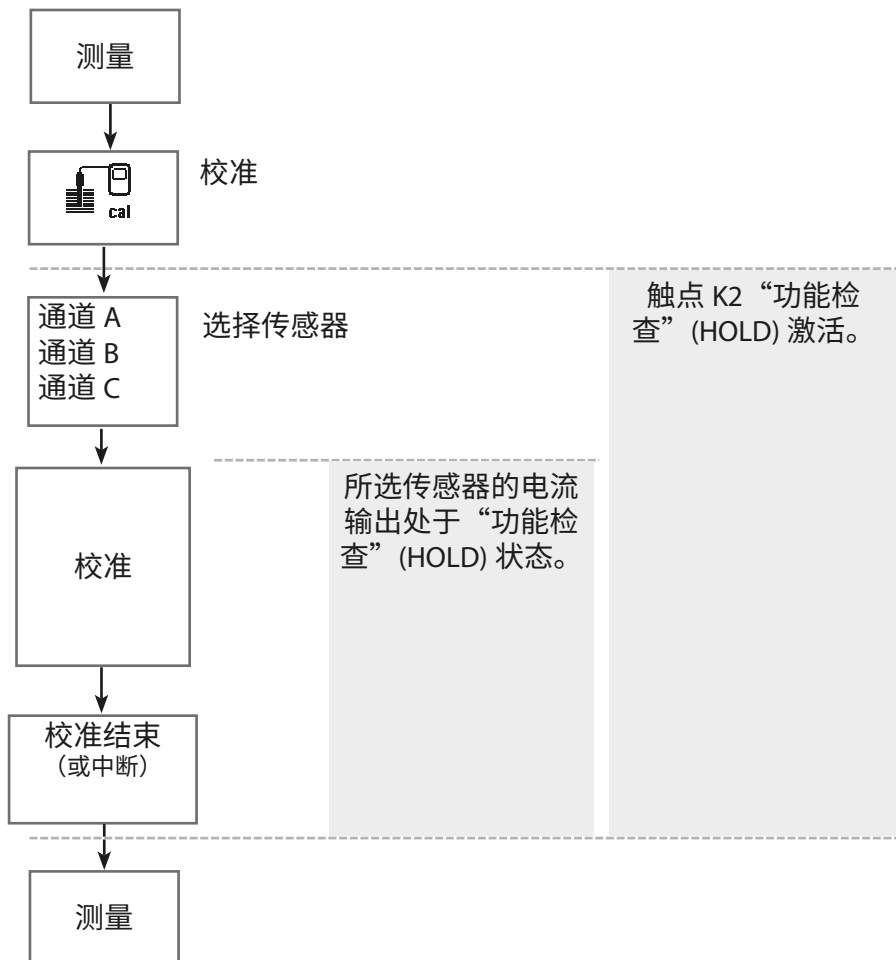 测量
cal
校准
通道 A
通道 B
通道 C
选择传感器
触点 K2“功能检
查”(HOLD) 激活。
校准
所选传感器的电流
输出处于“功能检
查”(HOLD) 状态。
校准结束
（或中断）
测量